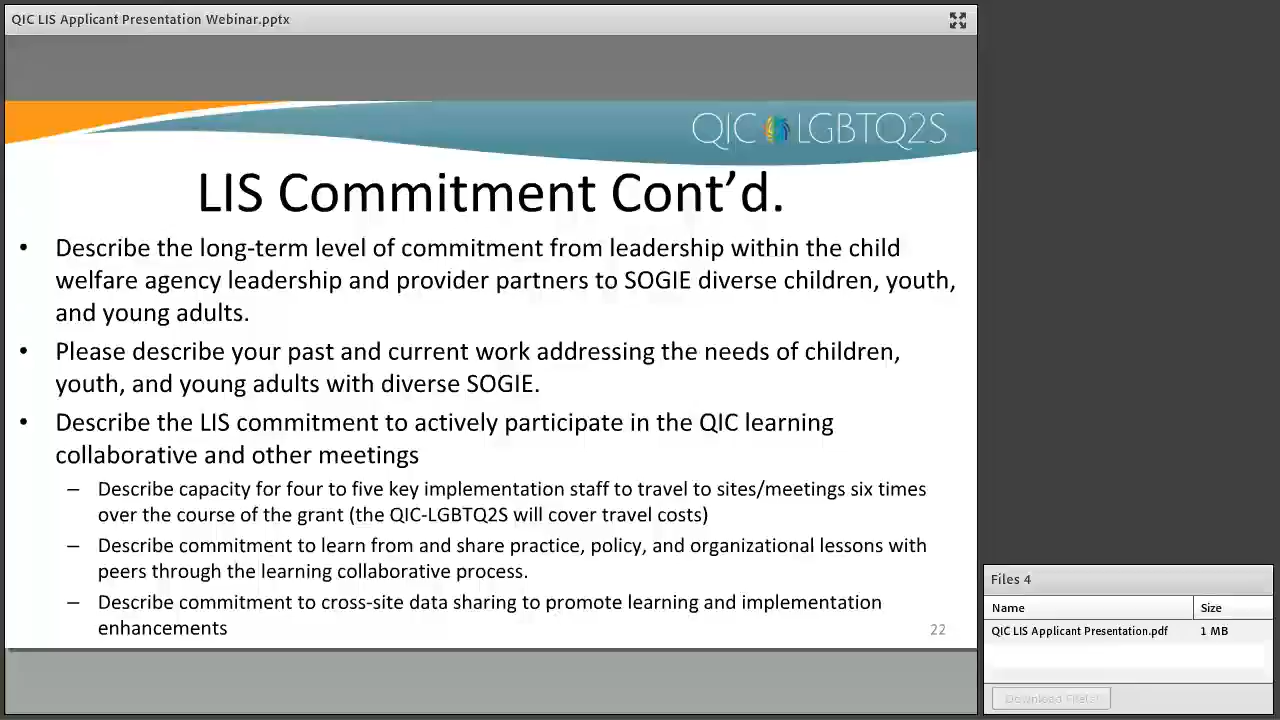 QIC LIS Applicant Presentation Webinar.pptx
QIC LGBTQ2S
LIS Commitment Cont’d.
• Describe the long-term level of commitment from leadership within the child
welfare agency leadership and provider partners to SOGIE diverse children, youth,
and young adults.
• Please describe your past and current work addressing the needs of children,
youth, and young adults with diverse SOGIE.
• Describe the LIS commitment to actively participate in the QIC learning
collaborative and other meetings
– Describe capacity for four to five key implementation staff to travel to sites/meetings six times
over the course of the grant (the QIC-LGBTQ2S will cover travel costs)
– Describe commitment to learn from and share practice, policy, and organizational lessons with
peers through the learning collaborative process.
– Describe commitment to cross-site data sharing to promote learning and implementation
enhancements
22
Files 4
Name Size
QIC LIS Applicant Presentation.pdf 1 MB
Download File(s)